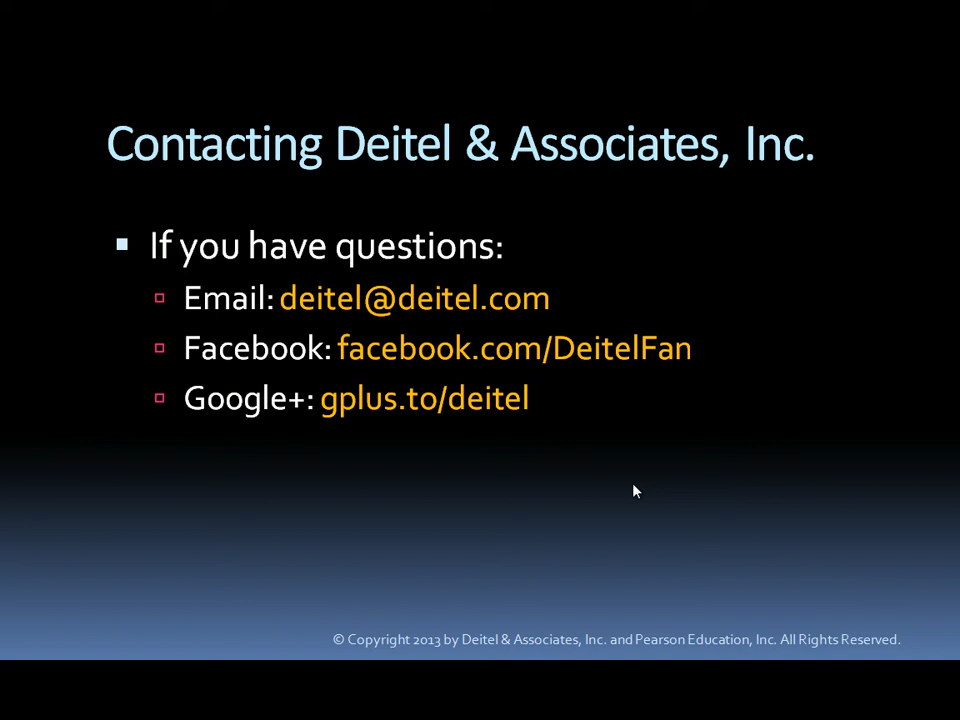 Contacting Deitel & Associates, Inc.
If you have questions:
Email: deitel@deitel.com
Facebook: facebook.com/DeitelFan
Google+: gplus.to/deitel
© Copyright 2013 by Deitel & Associates, Inc. and Pearson Education, Inc. All Rights Reserved.